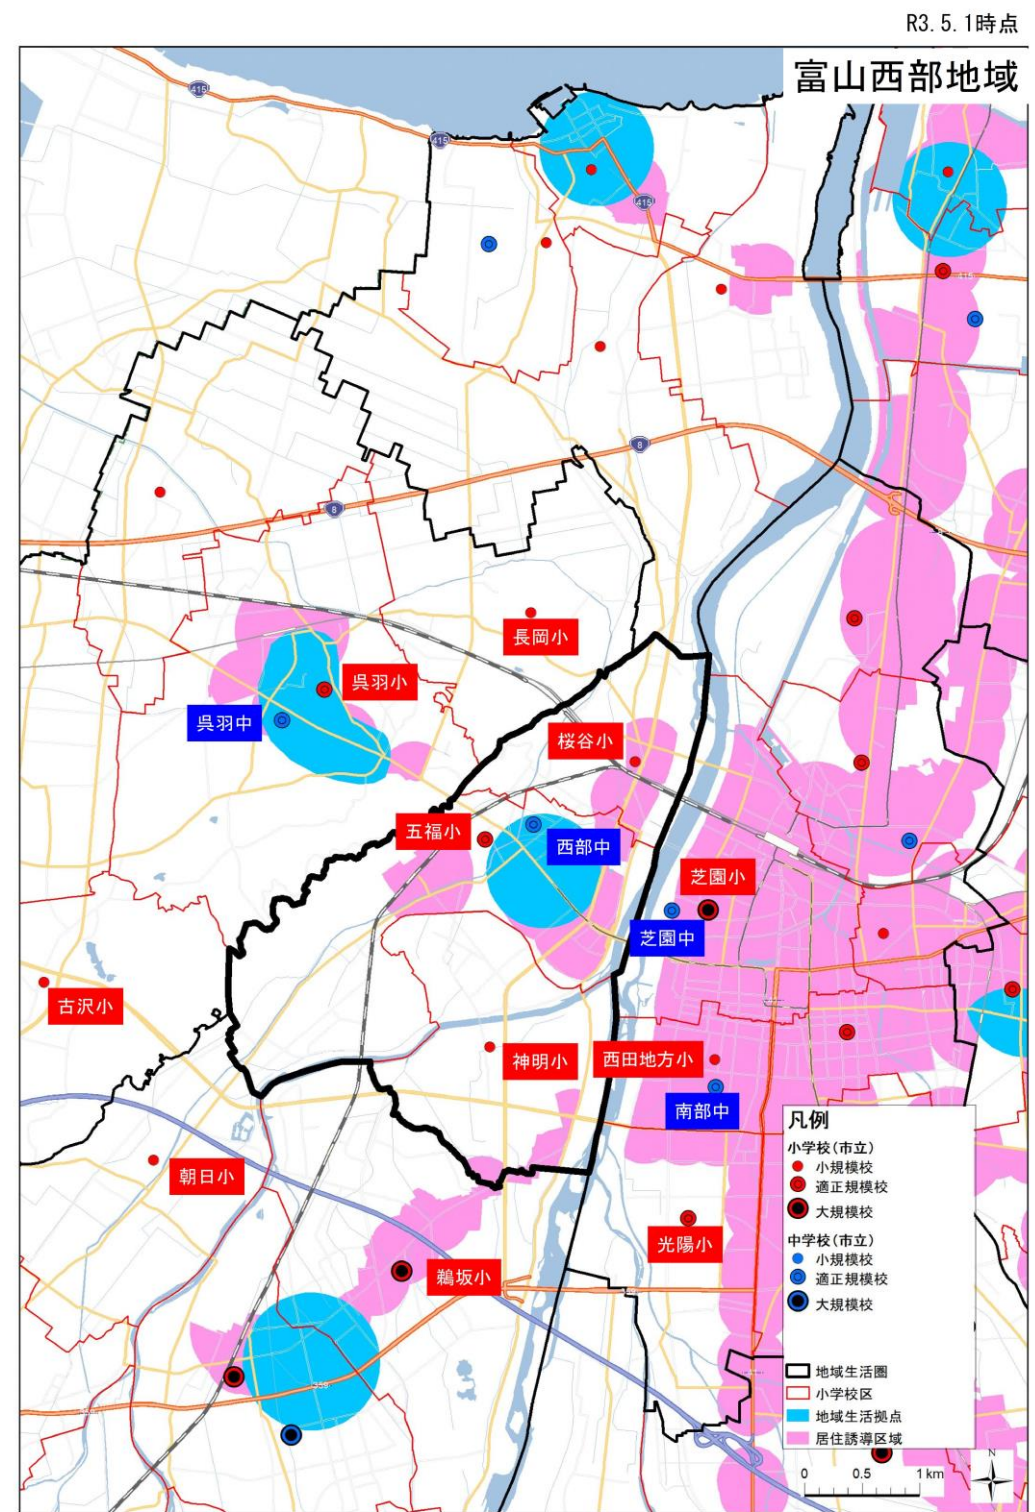 R3.5.1時点
富山西部地域
415
415
415
8
8
長岡小
呉羽小
呉羽中
桜谷小
五福小
西部中
芝園小
芝園中
古沢小
神明小
西田地方小
南部中
朝日小
光陽小
鵜坂小
359
凡例
小学校(市立)
小規模校
適正規模校
大規模校
中学校(市立)
小規模校
適正規模校
大規模校
地域生活圏
小学校区
地域生活拠点
居住誘導区域
N
0 0.5 1 km